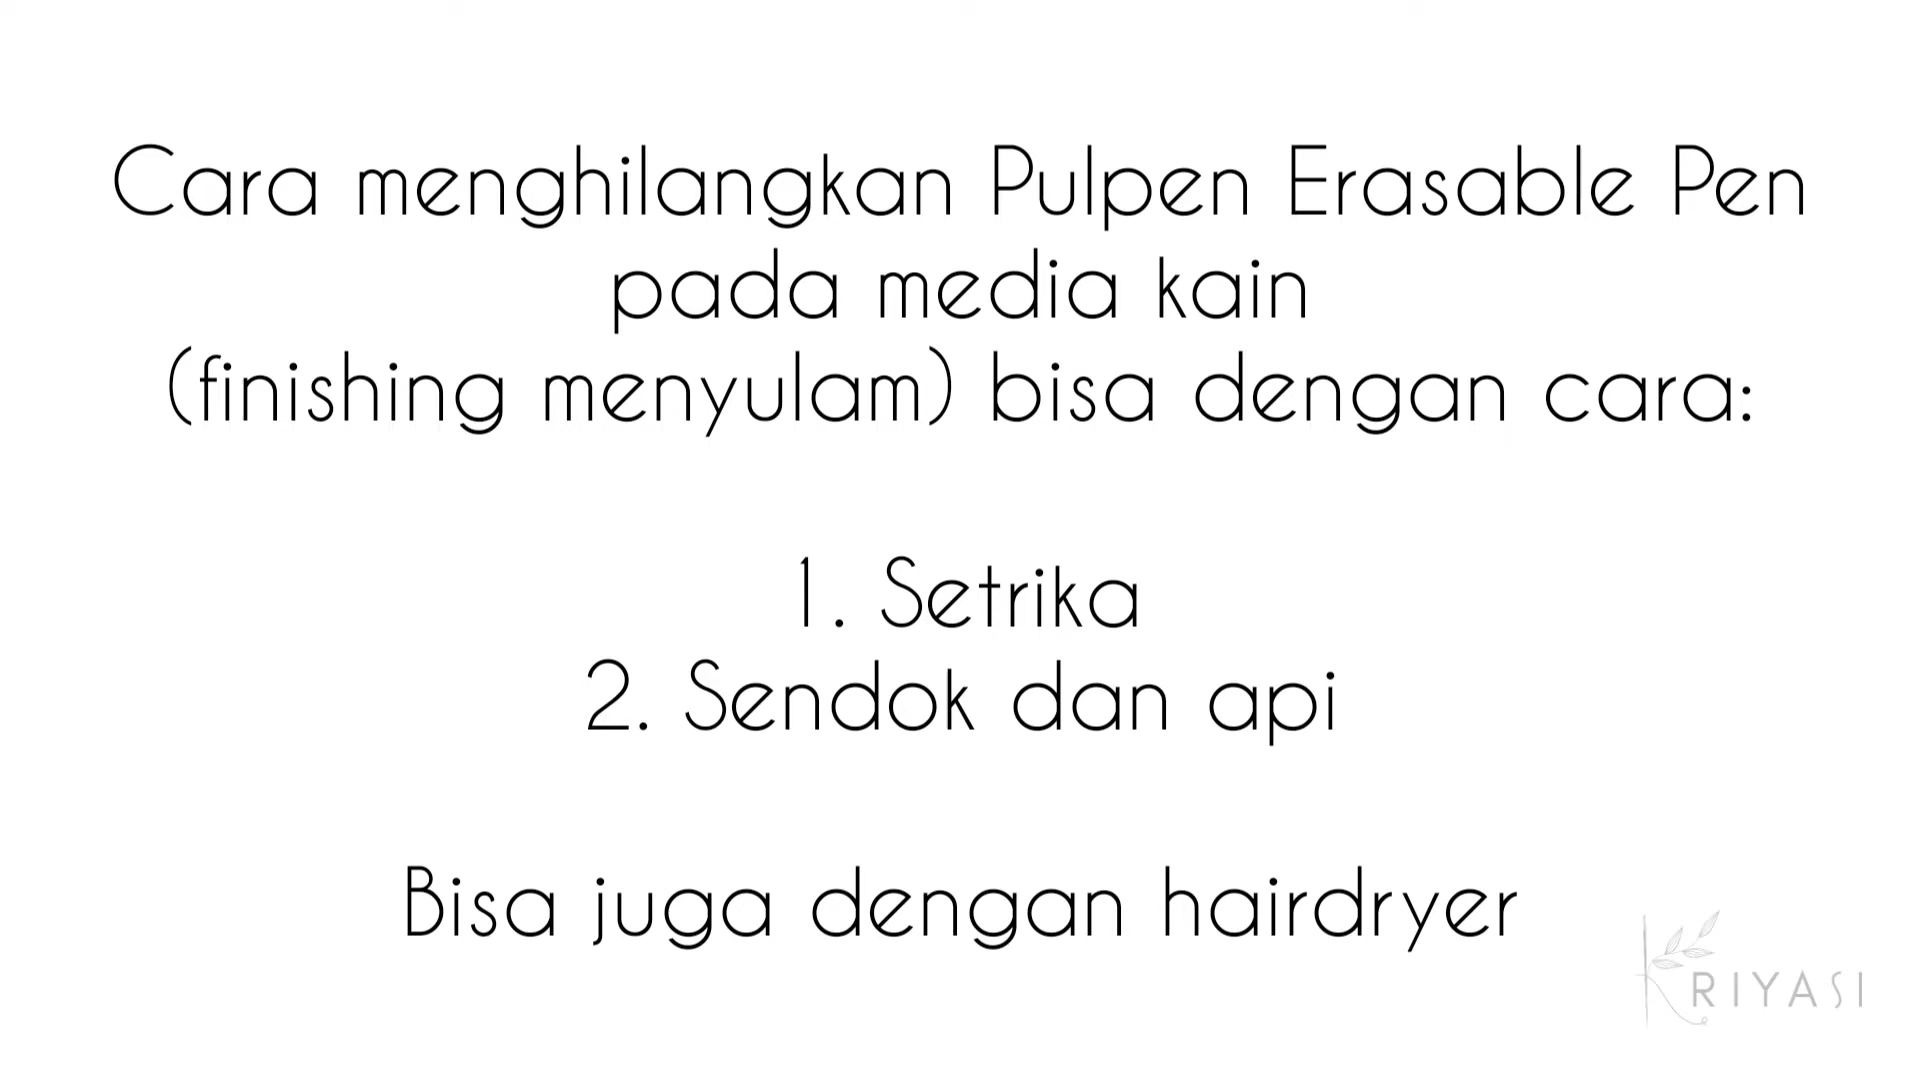 Cara menghilangkan Pulpen Erasable Pen
pada media kain
(finishing menyulam) bisa dengan cara:
1. Setrika
2. Sendok dan api
Bisa juga dengan hairdryer
KRIYASI